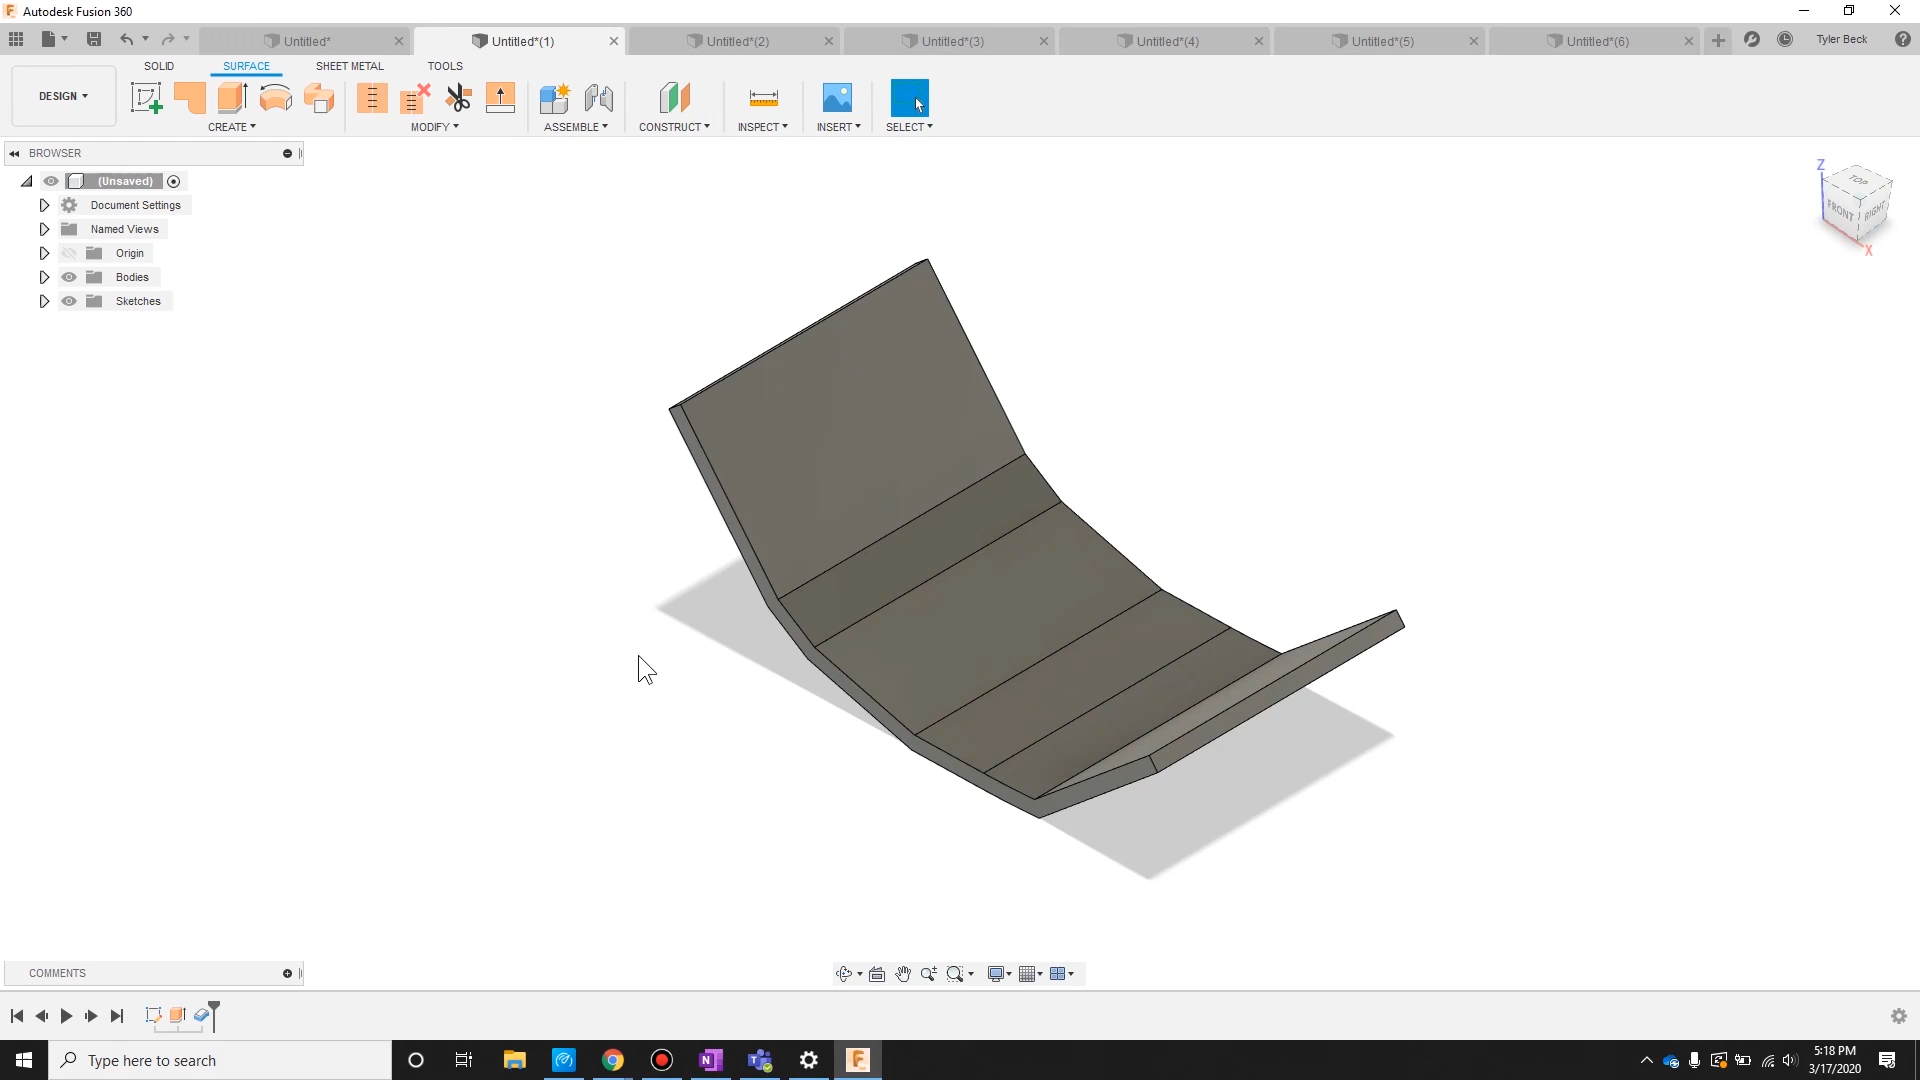 Autodesk Fusion 360
Untitled*
Untitled*(1)
Untitled*(2)
Untitled*(3)
Untitled*(4)
Untitled*(5)
Untitled*(6)
Tyler Beck
DESIGN
SOLID
SURFACE
SHEET METAL
TOOLS
CREATE
MODIFY
ASSEMBLE
CONSTRUCT
INSPECT
INSERT
SELECT
BROWSER
(Unsaved)
Document Settings
Named Views
Origin
Bodies
Sketches
Z
TOP
FRONT
RIGHT
X
COMMENTS
Type here to search
5:18 PM
3/17/2020